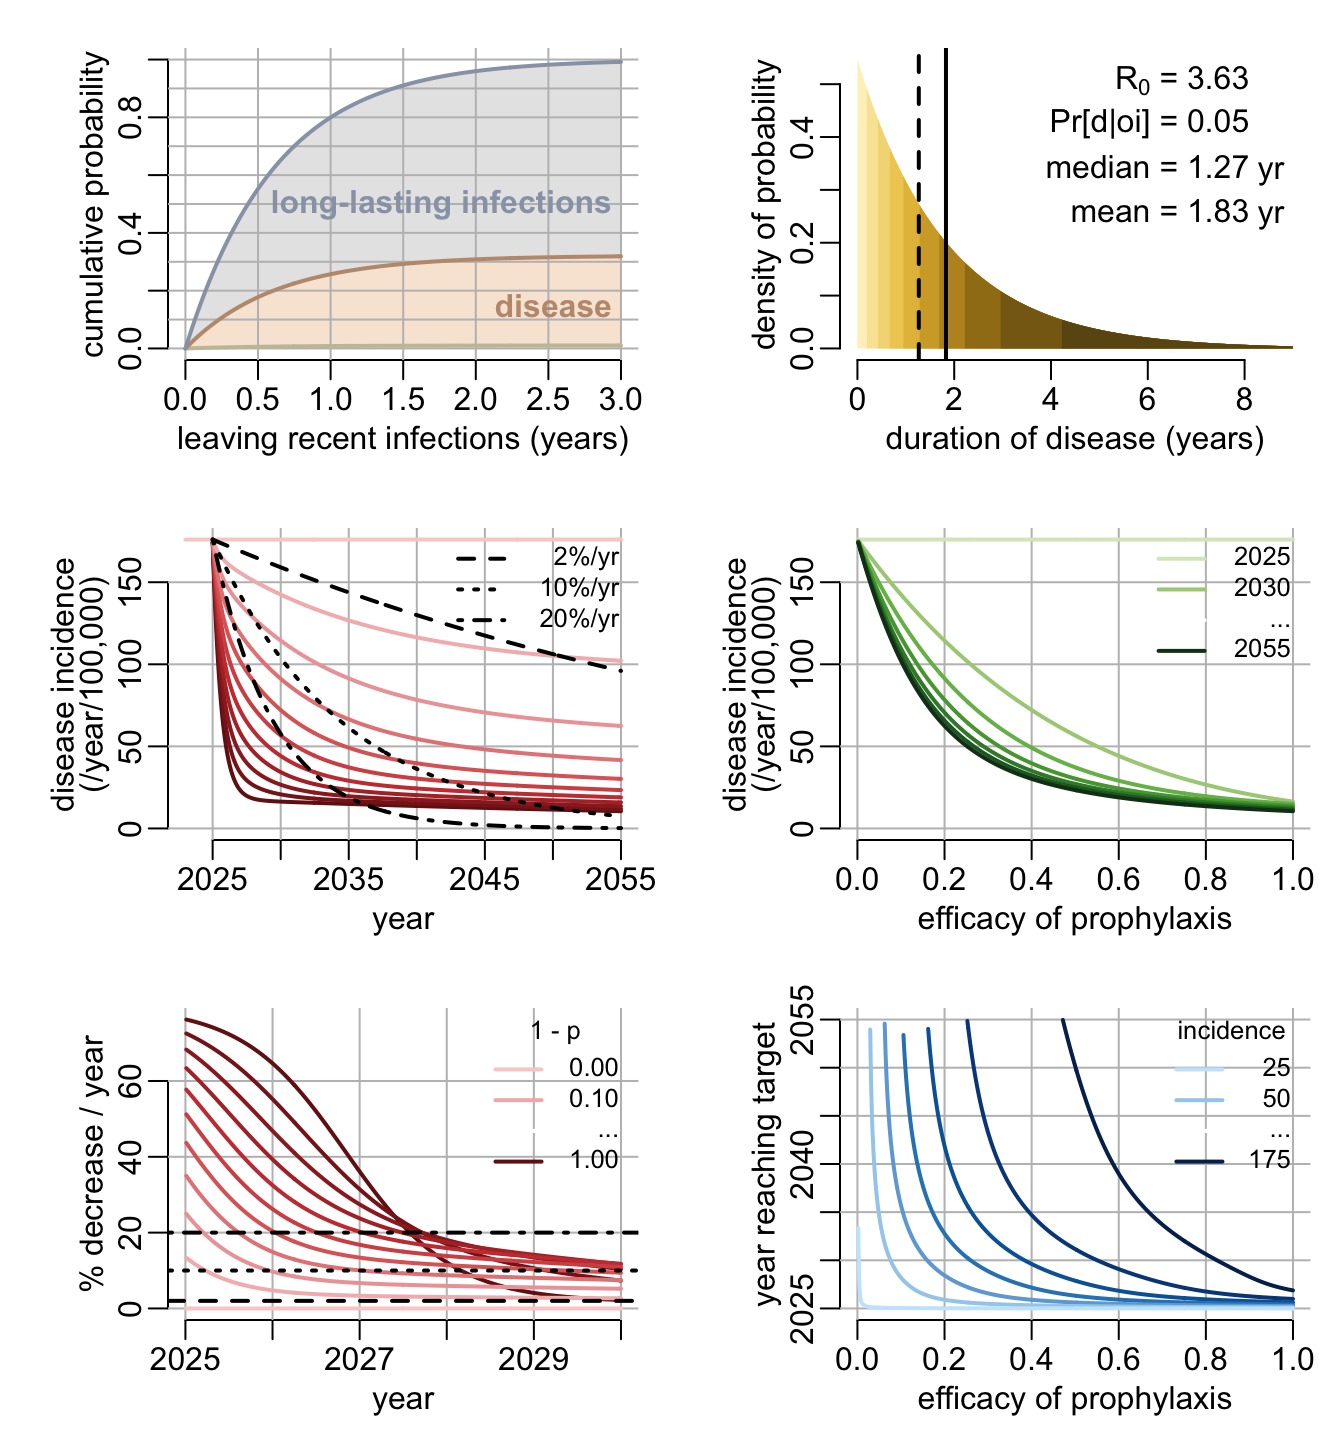 cumulative probability
0.0 0.4 0.8
long-lasting infections
disease
0.0 0.5 1.0 1.5 2.0 2.5 3.0
leaving recent infections (years)
density of probability
0.0 0.2 0.4
R0 = 3.63
Pr[d|oi] = 0.05
median = 1.27 yr
mean = 1.83 yr
0 2 4 6 8
duration of disease (years)
disease incidence
(/year/100,000)
0 50 100 150
2%/yr
10%/yr
20%/yr
2025 2035 2045 2055
year
disease incidence
(/year/100,000)
0 50 100 150
2025
2030
...
2055
0.0 0.2 0.4 0.6 0.8 1.0
efficacy of prophylaxis
% decrease / year
0 20 40 60
1 - p
0.00
0.10
...
1.00
2025 2027 2029
year
year reaching target
2025 2040 2055
incidence
25
50
...
175
0.0 0.2 0.4 0.6 0.8 1.0
efficacy of prophylaxis